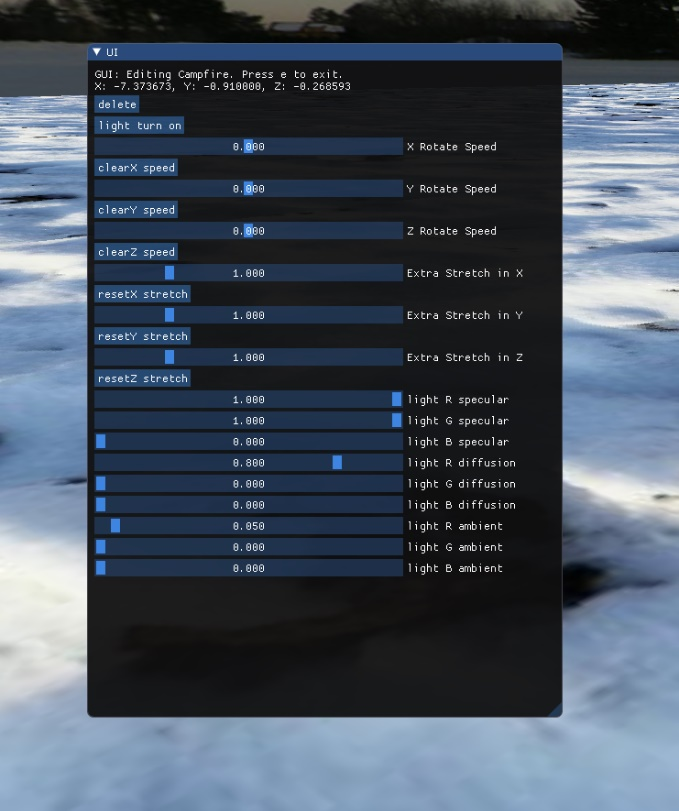 UI
GUI: Editing Campfire. Press e to exit.
X: -7.373673, Y: -0.910000, Z: -0.268593
delete
light turn on
0.000 X Rotate Speed
clearX speed
0.000 Y Rotate Speed
clearY speed
0.000 Z Rotate Speed
clearZ speed
1.000 Extra Stretch in X
resetX stretch
1.000 Extra Stretch in Y
resetY stretch
1.000 Extra Stretch in Z
resetZ stretch
1.000 light R specular
1.000 light G specular
0.000 light B specular
0.800 light R diffusion
0.000 light G diffusion
0.000 light B diffusion
0.050 light R ambient
0.000 light G ambient
0.000 light B ambient